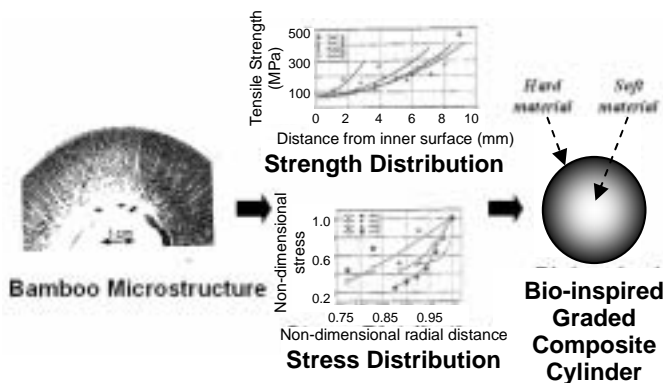 500
300
100
Tensile Strength
(MPa)
0 2 4 6 8 10
Distance from inner surface (mm)
Strength Distribution
Hard
material
Soft
material
1 cm
Bamboo Microstructure
1.0
0.6
0.2
Non-dimensional
stress
0.75 0.85 0.95
Non-dimensional radial distance
Stress Distribution
Bio-inspired
Graded
Composite
Cylinder